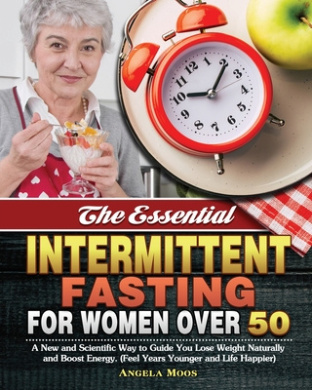 The Essential
INTERMITTENT
FASTING
FOR WOMEN OVER 50
A New and Scientific Way to Guide You Lose Weight Naturally
and Boost Energy, (Feel Years Younger and Life Happier)
ANGELA MOOS